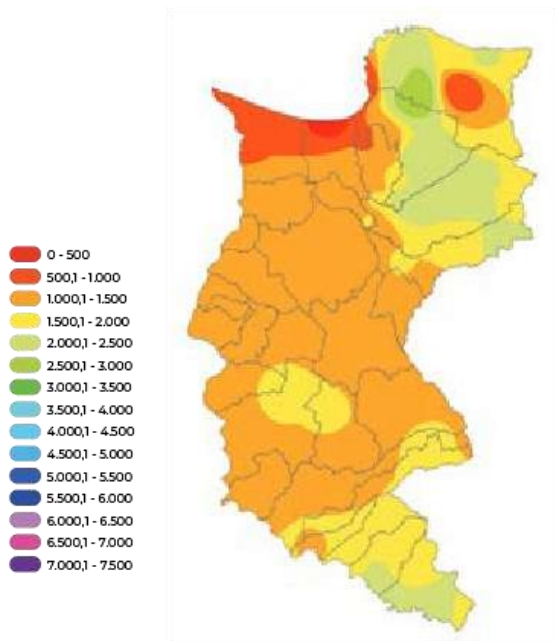 0 - 500
500,1 - 1.000
1.000,1 - 1.500
1.500,1 - 2.000
2.000,1 - 2.500
2.500,1 - 3.000
3.000,1 - 3.500
3.500,1 - 4.000
4.000,1 - 4.500
4.500,1 - 5.000
5.000,1 - 5.500
5.500,1 - 6.000
6.000,1 - 6.500
6.500,1 - 7.000
7.000,1 - 7.500